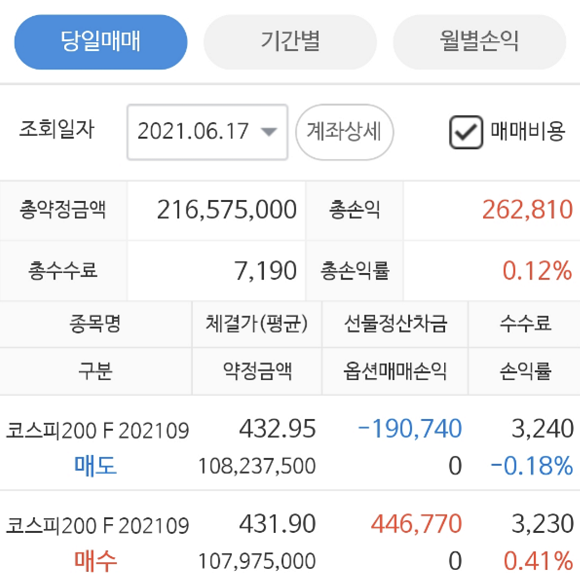 당일매매 기간별 월별손익
조회일자 2021.06.17 계좌상세 매매비용
총약정금액 216,575,000 총손익 262,810
총수수료 7,190 총손익률 0.12%
종목명 체결가(평균) 선물정산차금 수수료
구분 약정금액 옵션매매손익 손익률
코스피200 F 202109 432.95 -190,740 3,240
매도 108,237,500 0 -0.18%
코스피200 F 202109 431.90 446,770 3,230
매수 107,975,000 0 0.41%